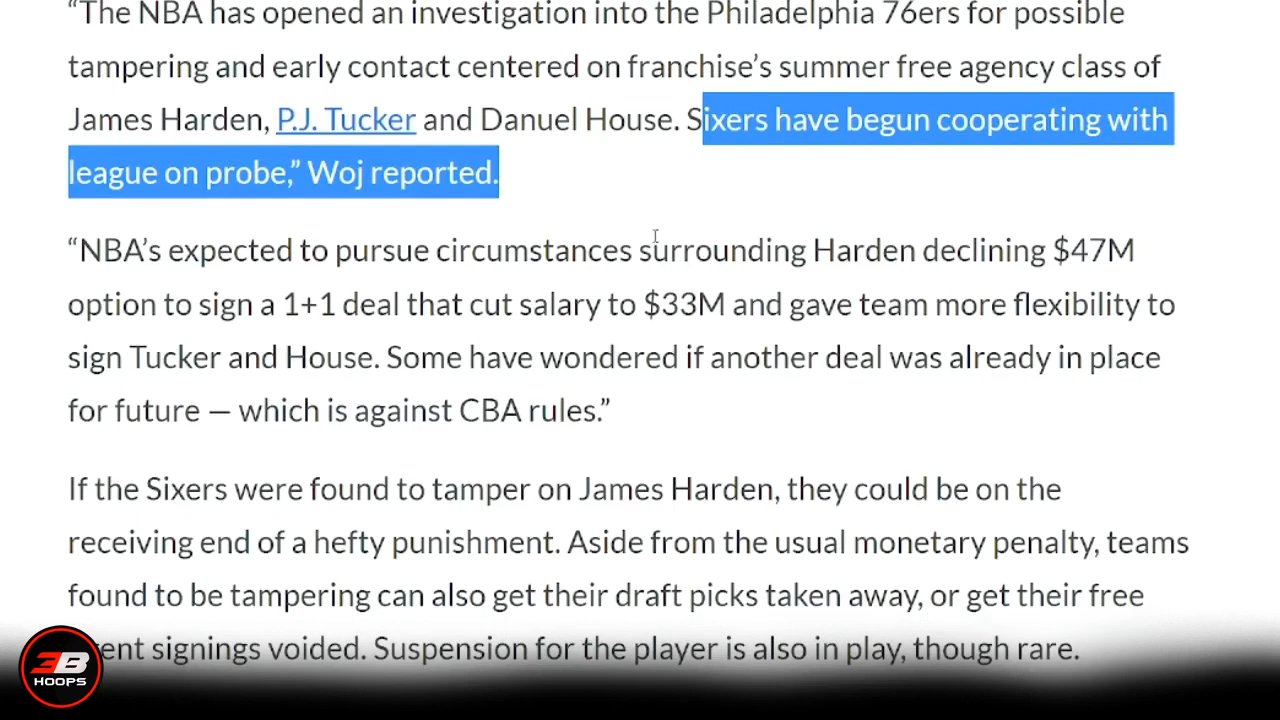 “The NBA has opened an investigation into the Philadelphia 76ers for possible
tampering and early contact centered on franchise’s summer free agency class of
James Harden, P.J. Tucker and Danuel House. Sixers have begun cooperating with
league on probe,” Woj reported.
“NBA’s expected to pursue circumstances surrounding Harden declining $47M
option to sign a 1+1 deal that cut salary to $33M and gave team more flexibility to
sign Tucker and House. Some have wondered if another deal was already in place
for future — which is against CBA rules.”
If the Sixers were found to tamper on James Harden, they could be on the
receiving end of a hefty punishment. Aside from the usual monetary penalty, teams
found to be tampering can also get their draft picks taken away, or get their free
signings voided. Suspension for the player is also in play, though rare.
3B
HOOPS